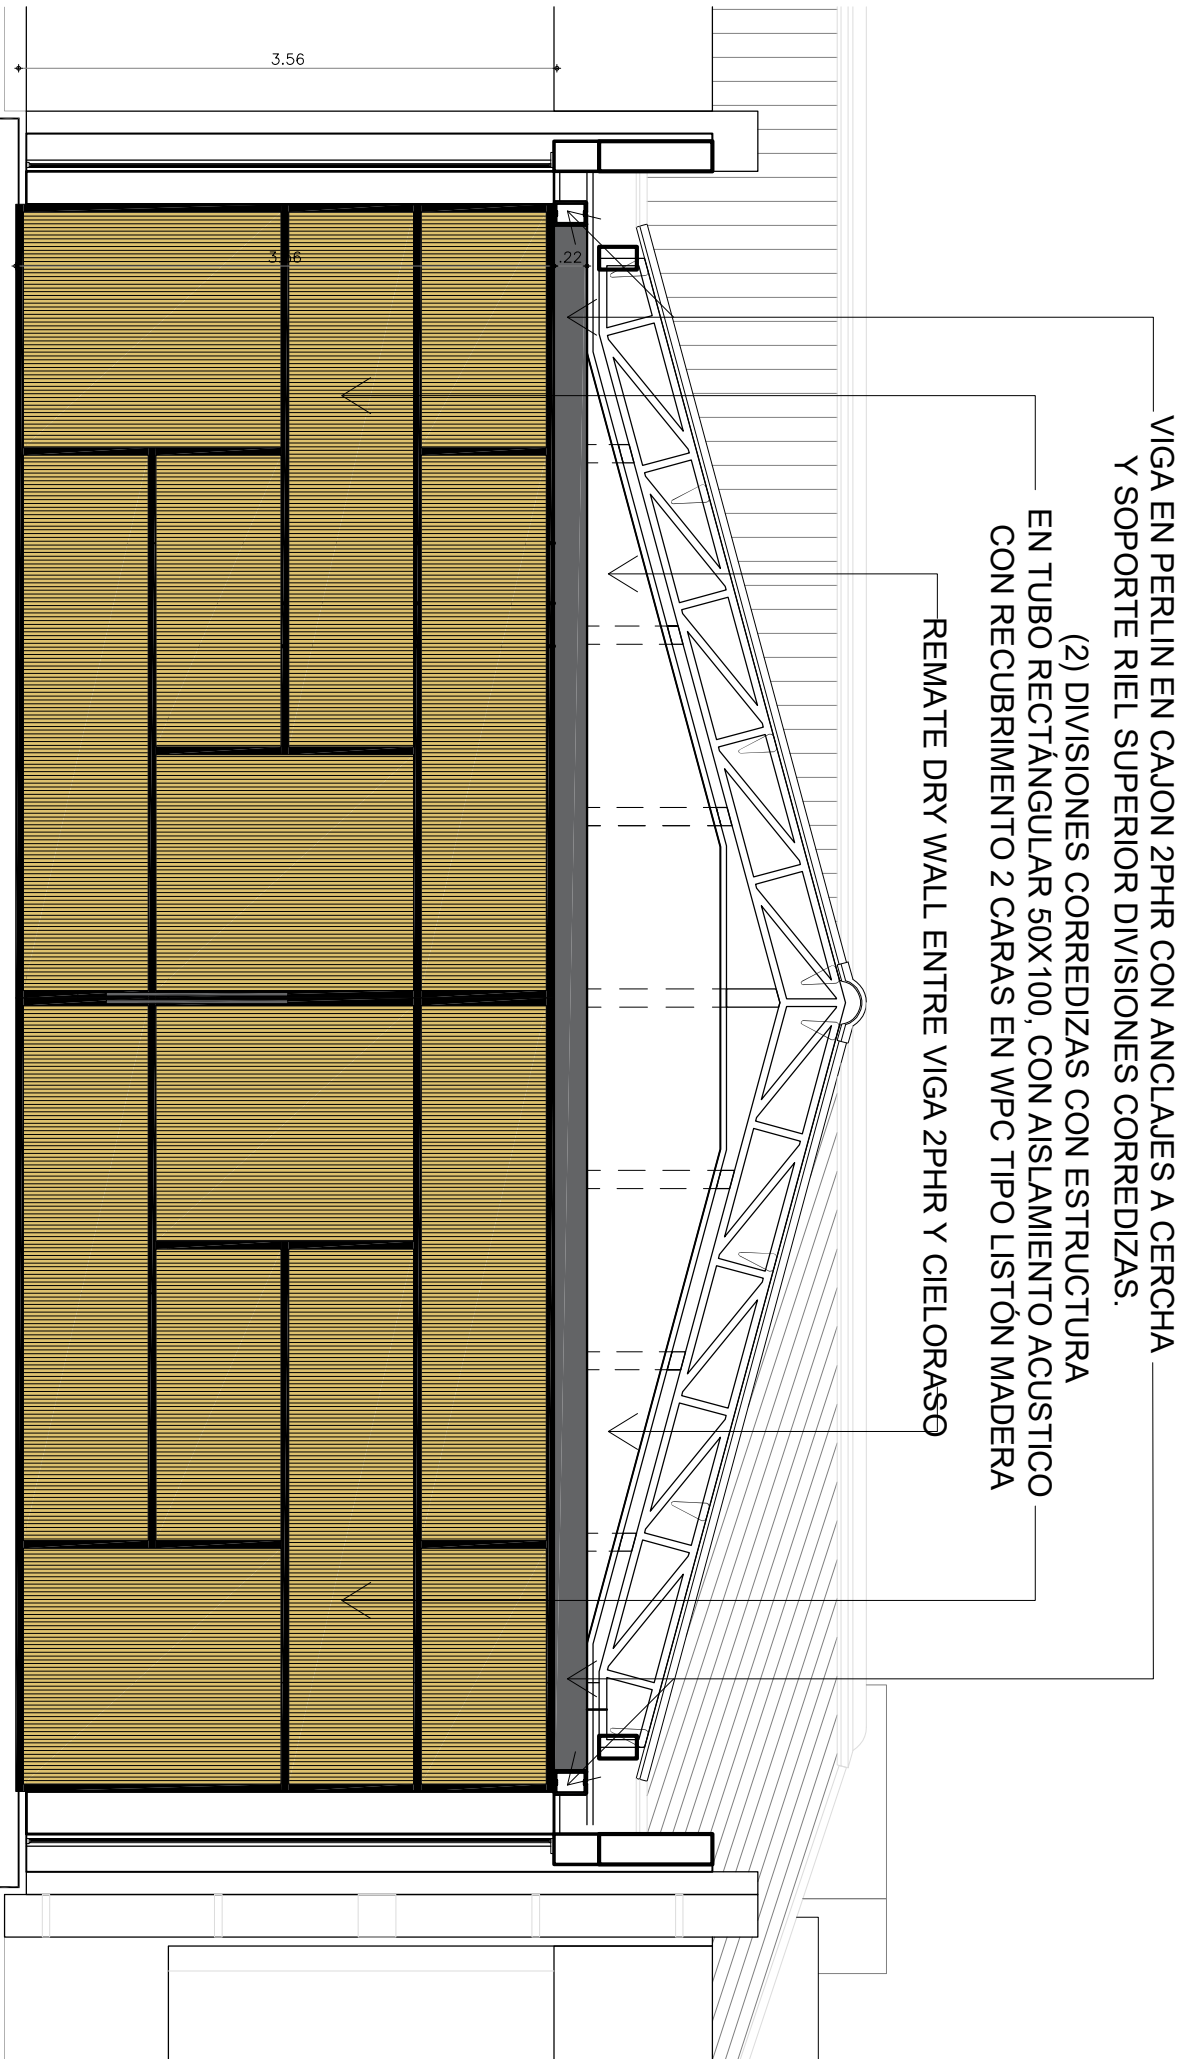 VIGA EN PERLIN EN CAJON 2PHR CON ANCLAJES A CERCHA
Y SOPORTE RIEL SUPERIOR DIVISIONES CORREDIZAS.
(2) DIVISIONES CORREDIZAS CON ESTRUCTURA
EN TUBO RECTÁNGULAR 50X100, CON AISLAMIENTO ACUSTICO
CON RECUBRIMENTO 2 CARAS EN WPC TIPO LISTÓN MADERA
REMATE DRY WALL ENTRE VIGA 2PHR Y CIELORASO
3.56
3.56
.22